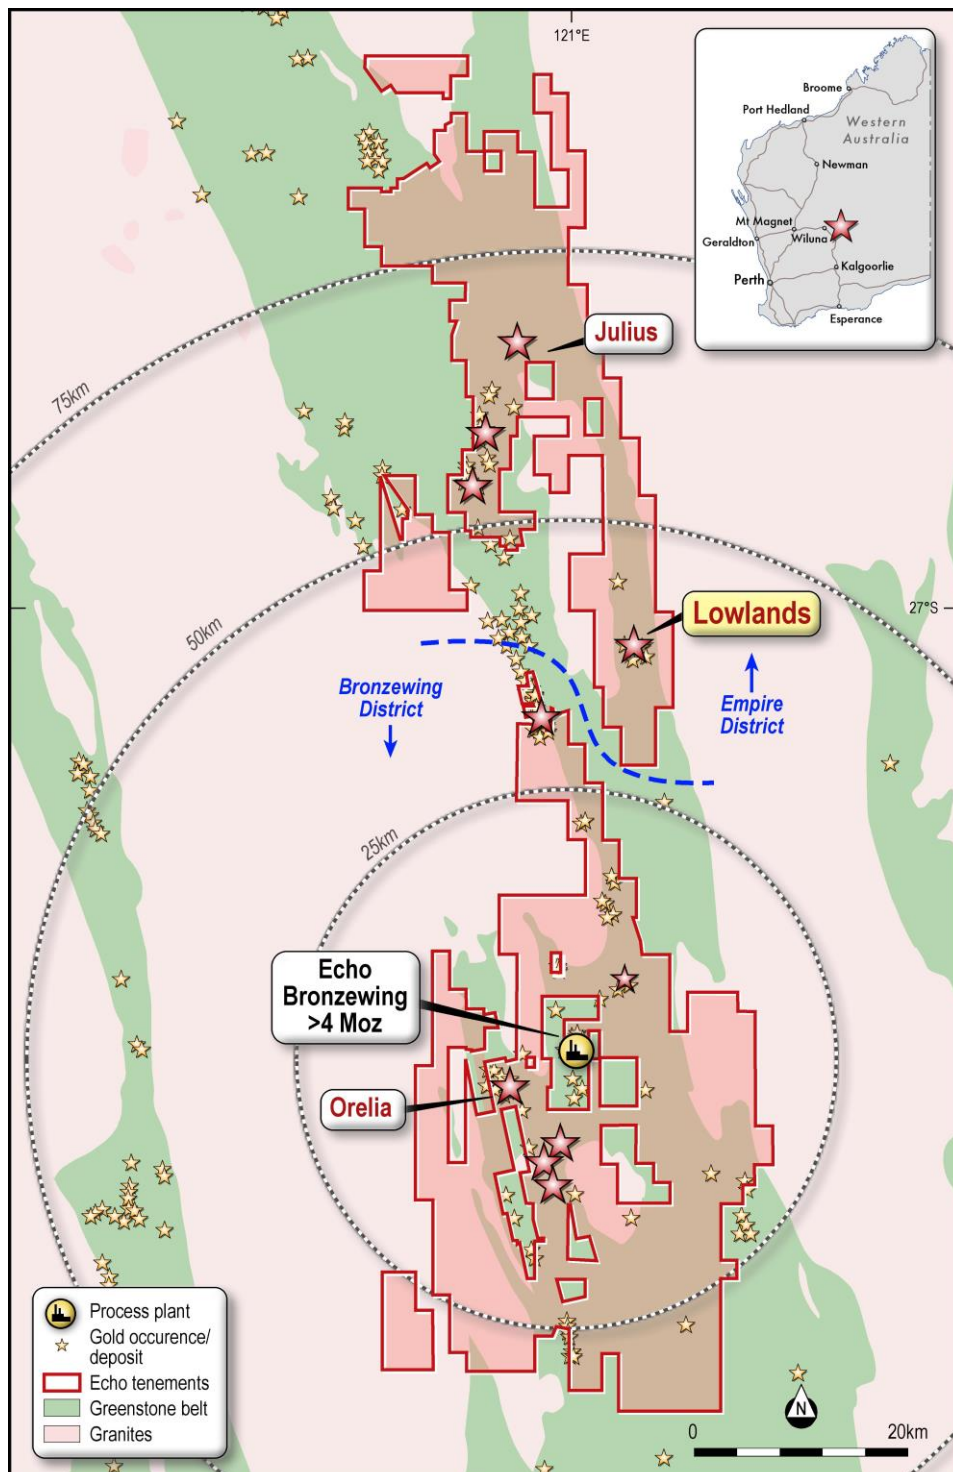 121°E
Broome
Port Hedland
Western
Australia
Newman
Mt Magnet
Wiluna
Geraldton
Kalgoorlie
Perth
Esperance
Julius
75km
50km
27°S
Lowlands
Bronzewing
District
Empire
District
25km
Echo
Bronzewing
>4 Moz
Orelia
Process plant
Gold occurence/
deposit
Echo tenements
Greenstone belt
Granites
N
0
20km